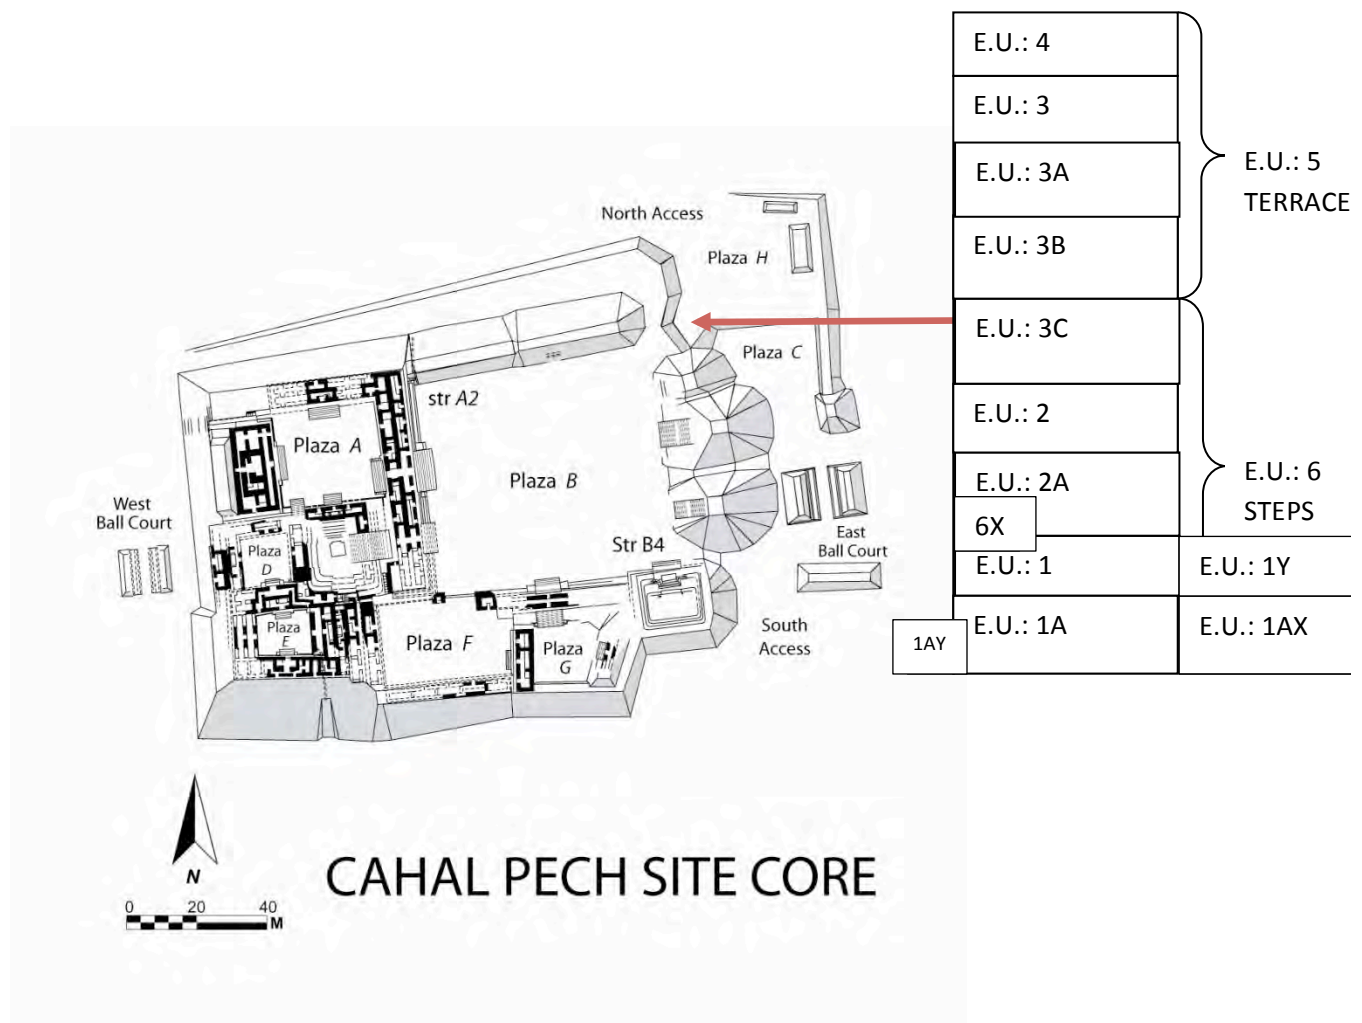 E.U.: 4
E.U.: 3
E.U.: 3A
E.U.: 3B
E.U.: 5
TERRACE
E.U.: 3C
E.U.: 2
E.U.: 2A
6X
E.U.: 6
STEPS
E.U.: 1
E.U.: 1Y
1AY
E.U.: 1A
E.U.: 1AX
North Access
Plaza H
Plaza C
str A2
Plaza A
Plaza B
West
Ball Court
Plaza
D
Str B4
East
Ball Court
Plaza
E
Plaza F
Plaza
G
South
Access
N
0 20 40
M
CAHAL PECH SITE CORE